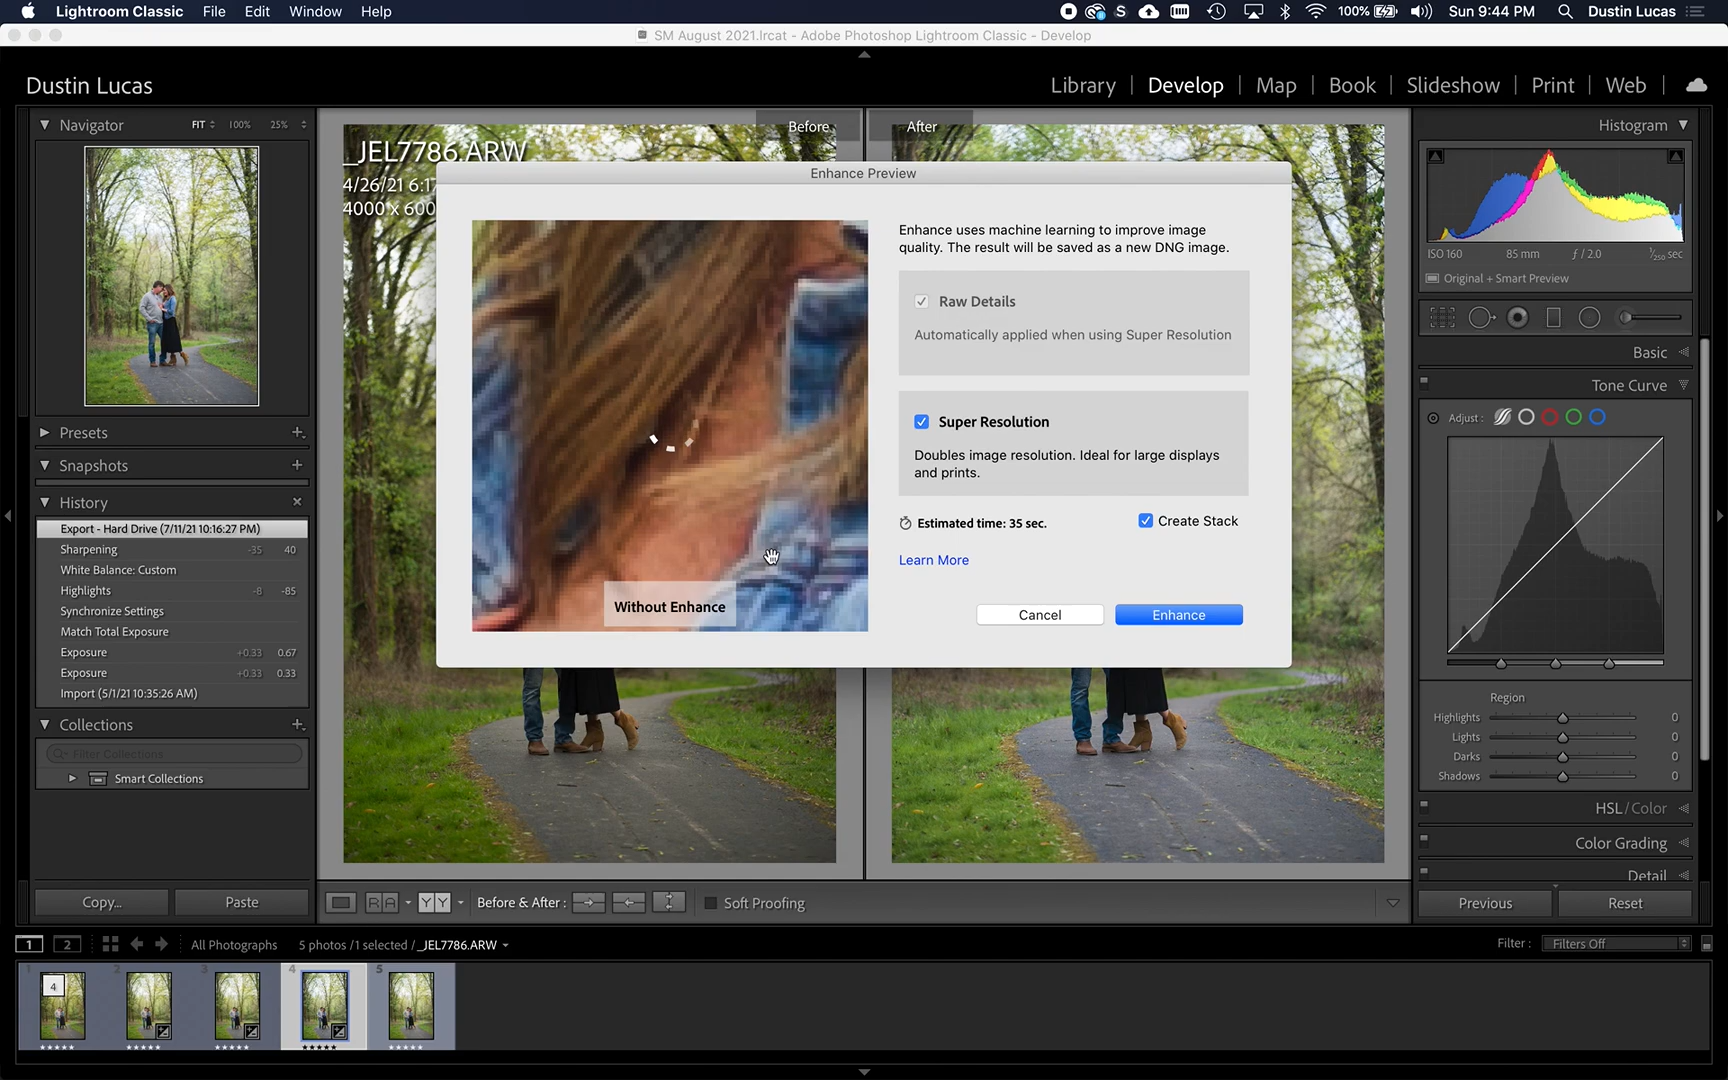 Lightroom Classic File Edit Window Help
S 100% Sun 9:44 PM Dustin Lucas
SM August 2021.lrcat - Adobe Photoshop Lightroom Classic - Develop
Dustin Lucas
Library | Develop | Map | Book | Slideshow | Print | Web |
Navigator FIT 100% 25%
Presets
Snapshots
History
Export - Hard Drive (7/11/21 10:16:27 PM)
Sharpening -35 40
White Balance: Custom
Highlights -8 -85
Synchronize Settings
Match Total Exposure
Exposure +0.33 0.67
Exposure +0.33 0.33
Import (5/1/21 10:35:26 AM)
Collections
Filter Collections
Smart Collections
Copy... Paste
Before
After
_JEL7786.ARW
4/26/21 6:1
4000 x 600
Enhance Preview
Without Enhance
Enhance uses machine learning to improve image
quality. The result will be saved as a new DNG image.
Raw Details
Automatically applied when using Super Resolution
Super Resolution
Doubles image resolution. Ideal for large displays
and prints.
Estimated time: 35 sec.
Create Stack
Learn More
Cancel
Enhance
Histogram
ISO 160 85 mm ƒ / 2.0 1/250 sec
Original + Smart Preview
Basic
Tone Curve
Adjust :
Region
Highlights 0
Lights 0
Darks 0
Shadows 0
HSL / Color
Color Grading
Detail
Previous Reset
R A Y Y Before & After : Soft Proofing
1 2 All Photographs 5 photos / 1 selected / _JEL7786.ARW
Filter : Filters Off
1 2 3 4 5
4